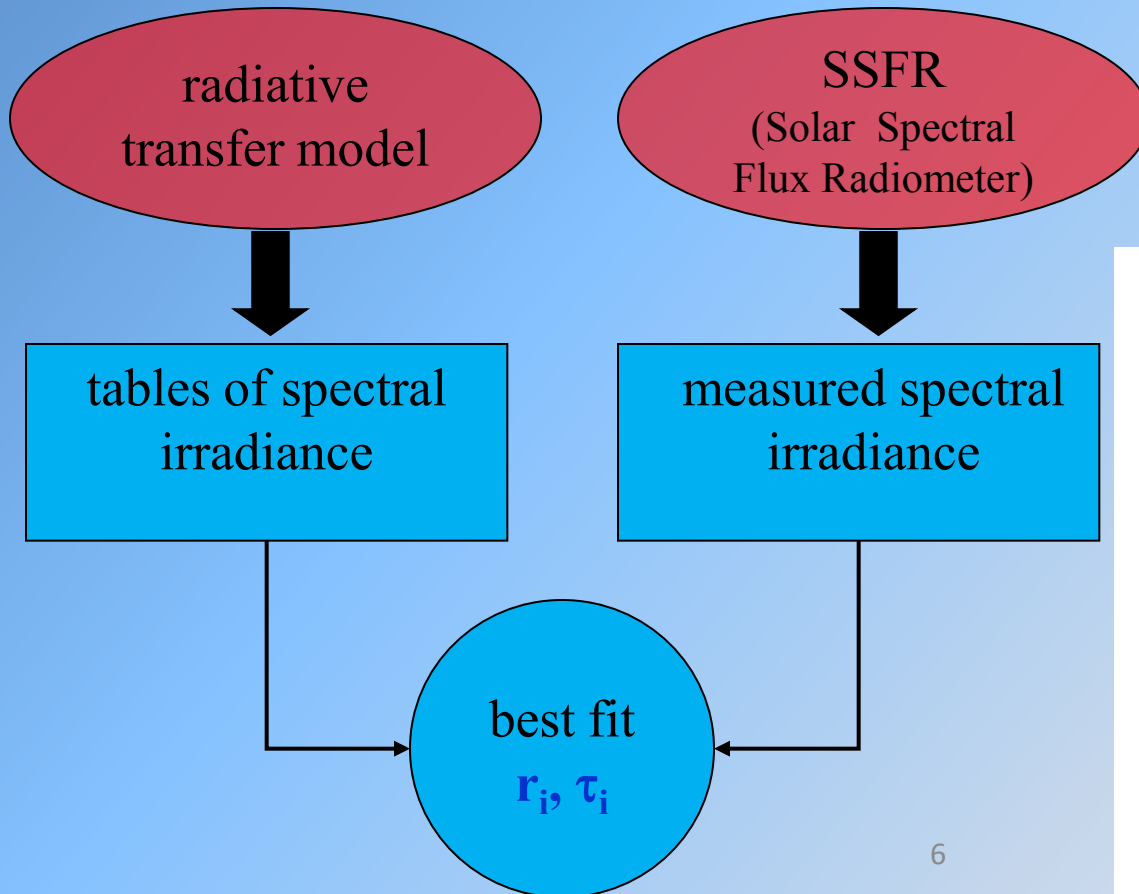 radiative
transfer model
SSFR
(Solar Spectral
Flux Radiometer)
tables of spectral
irradiance
measured spectral
irradiance
best fit
rᵢ, τᵢ
6